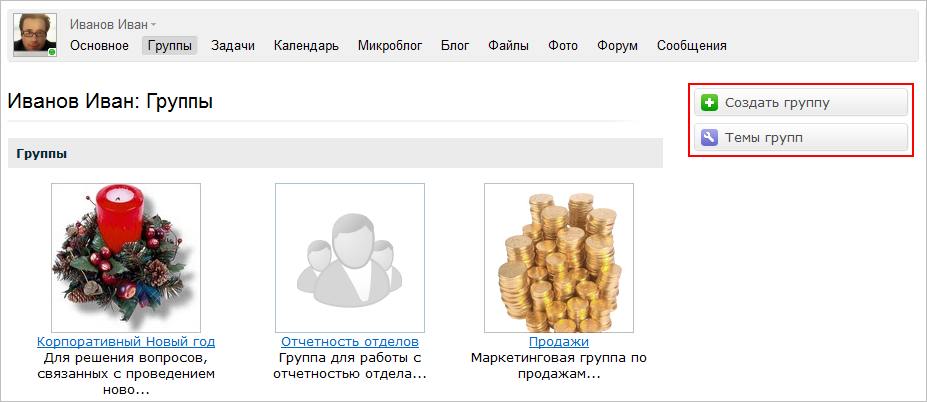 Иванов Иван
Основное Группы Задачи Календарь Микроблог Блог Файлы Фото Форум Сообщения
Иванов Иван: Группы
Создать группу
Темы групп
Группы
Корпоративный Новый год
Для решения вопросов,
связанных с проведением
ново...
Отчетность отделов
Группа для работы с
отчетностью отдела...
Продажи
Маркетинговая группа по
продажам...